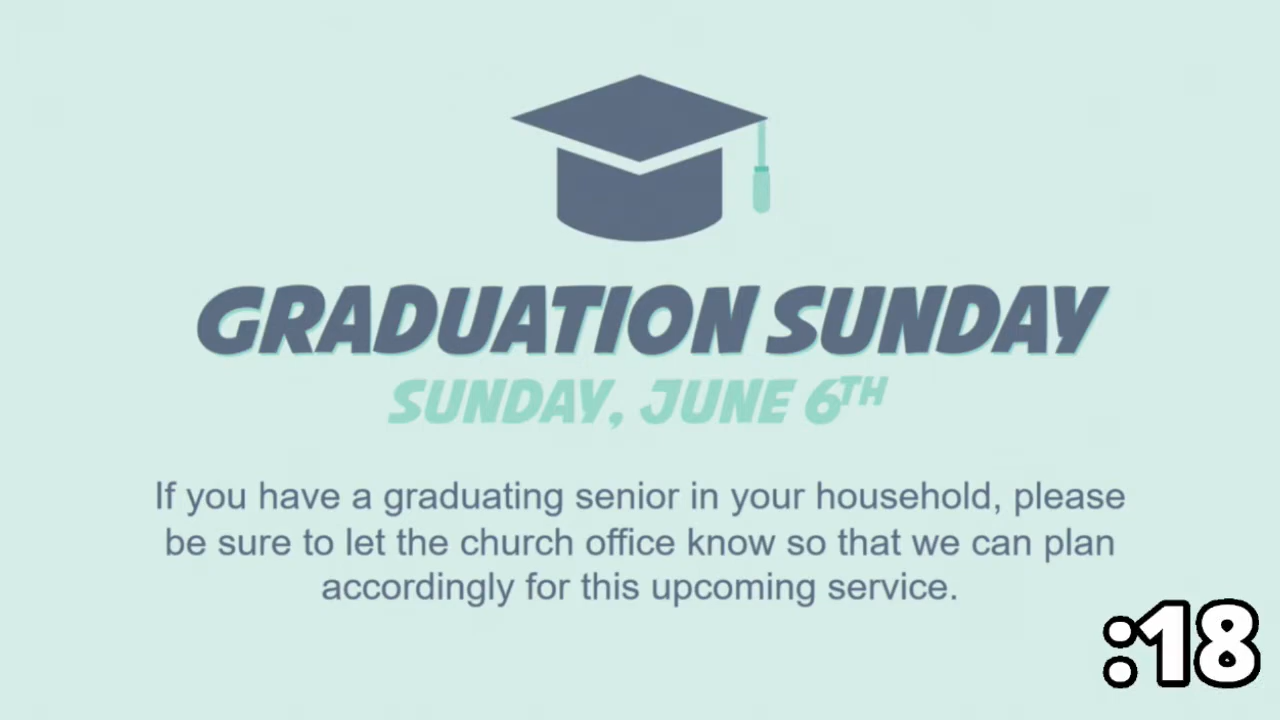 GRADUATION SUNDAY
SUNDAY, JUNE 6TH
If you have a graduating senior in your household, please
be sure to let the church office know so that we can plan
accordingly for this upcoming service.
:18